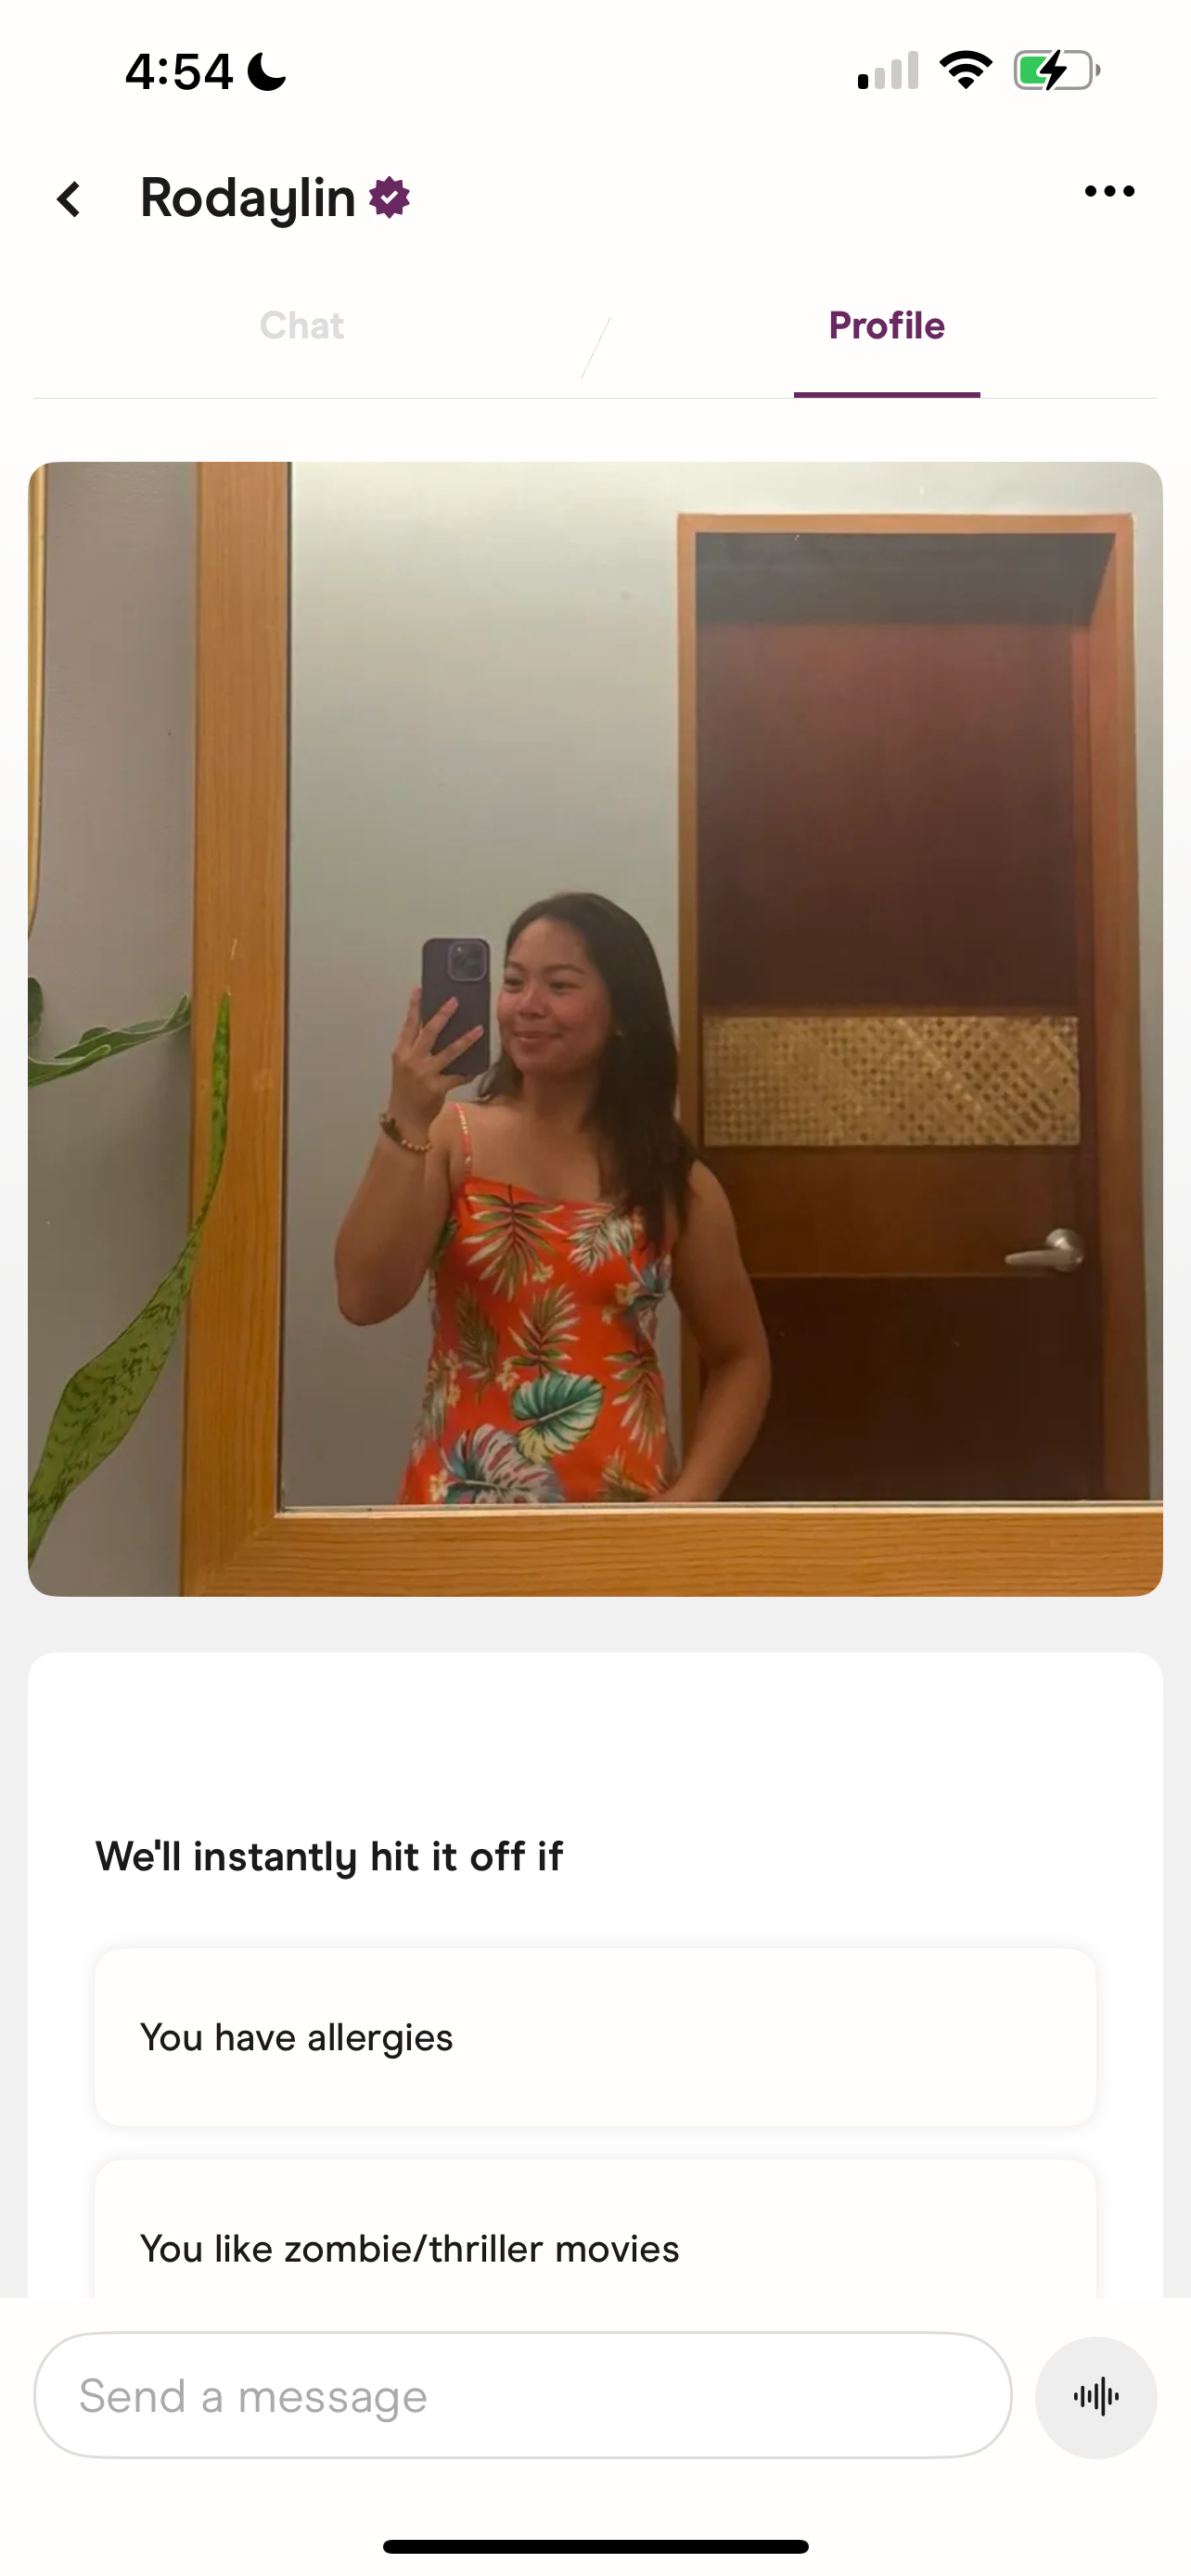 4:54
Rodaylin
Chat
Profile
We'll instantly hit it off if
You have allergies
You like zombie/thriller movies
Send a message